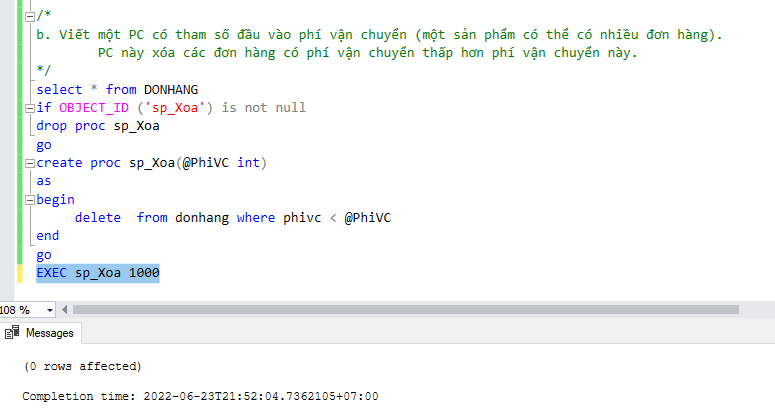 /*
b. Viết một PC có tham số đầu vào phí vận chuyển (một sản phẩm có thể có nhiều đơn hàng).
PC này xóa các đơn hàng có phí vận chuyển thấp hơn phí vận chuyển này.
*/
select * from DONHANG
if OBJECT_ID ('sp_Xoa') is not null
drop proc sp_Xoa
go
create proc sp_Xoa(@PhiVC int)
as
begin
delete  from donhang where phivc < @PhiVC
end
go
EXEC sp_Xoa 1000
108 %
Messages
(0 rows affected)
Completion time: 2022-06-23T21:52:04.7362105+07:00